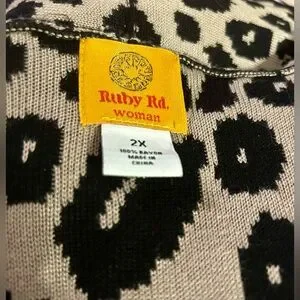 Ruby Rd.
woman
2X
100% RAYON
MADE IN
CHINA